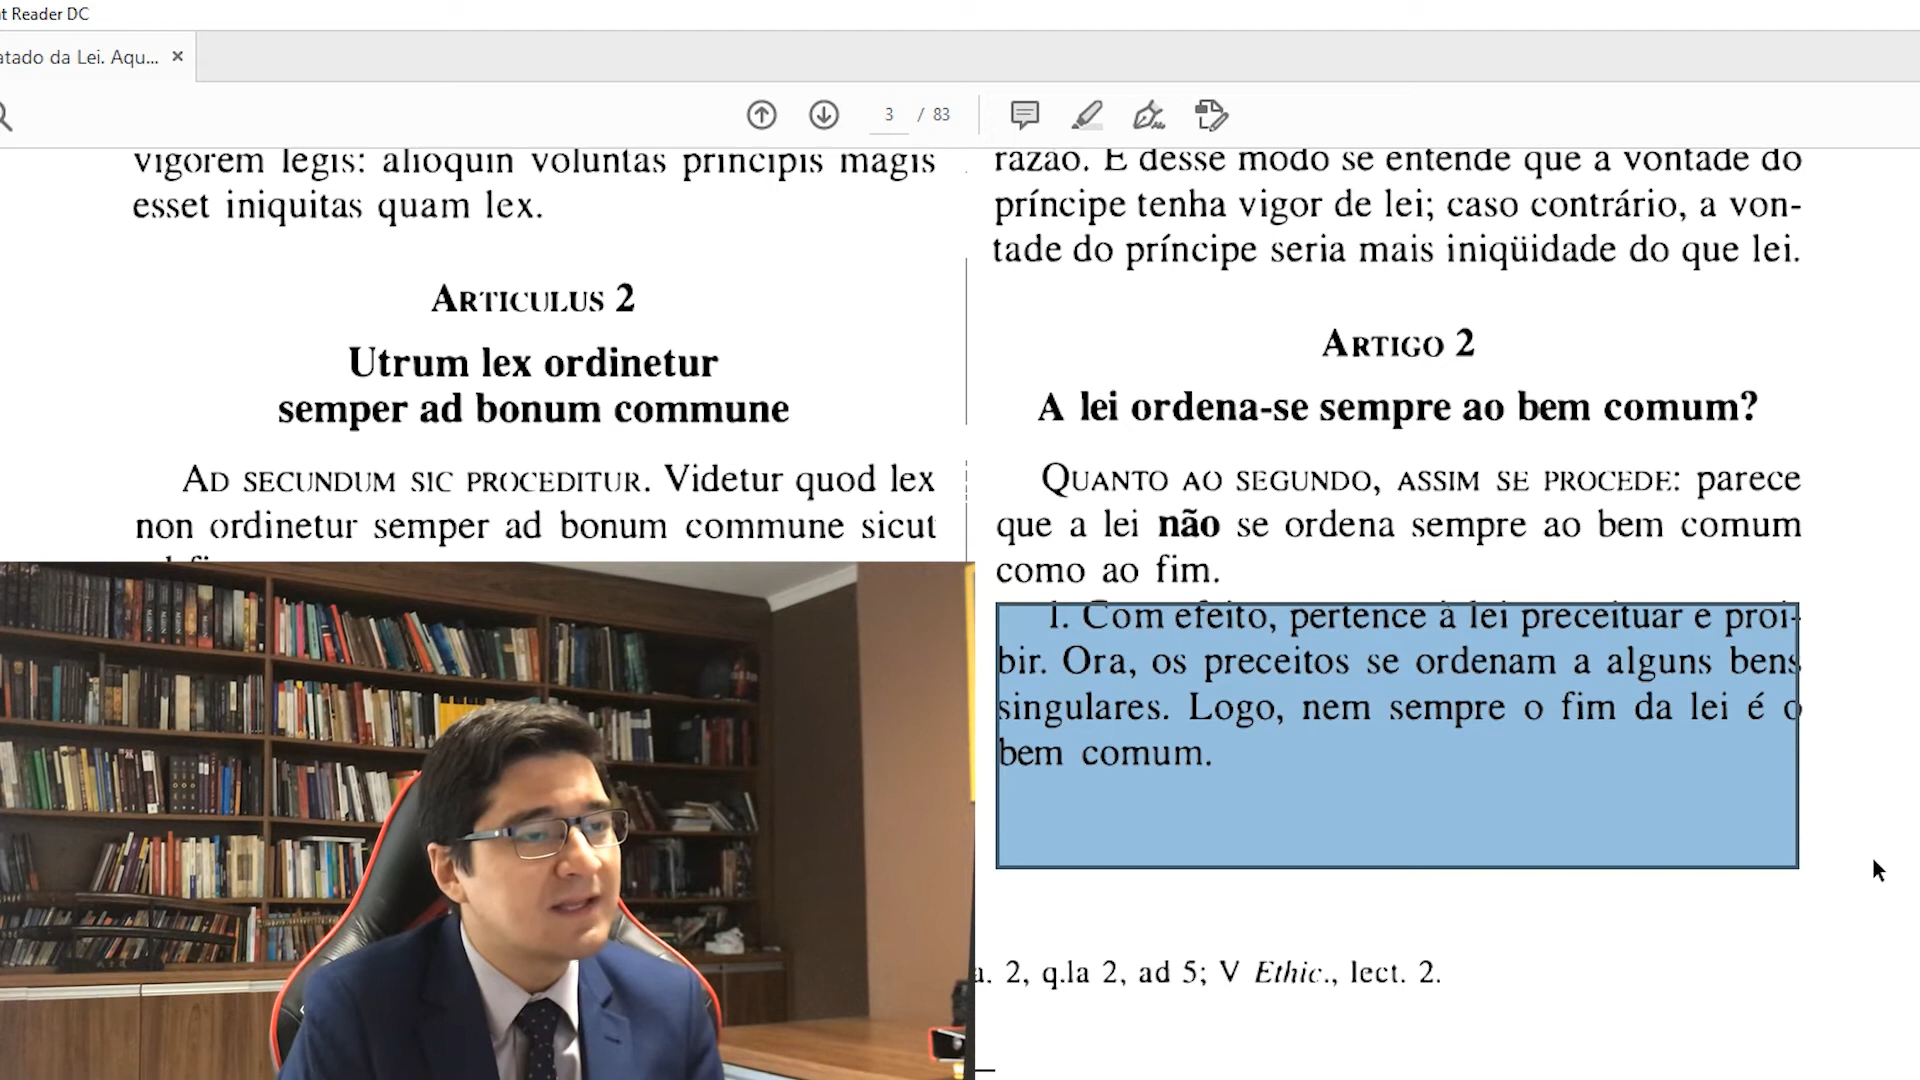 t Reader DC
atado da Lei. Aqu...
3 / 83
vigorem legis: alioquin voluntas principis magis
esset iniquitas quam lex.
ARTICULUS 2
Utrum lex ordinetur
semper ad bonum commune
AD SECUNDUM SIC PROCEDITUR. Videtur quod lex
non ordinetur semper ad bonum commune sicut
razão. E desse modo se entende que a vontade do
príncipe tenha vigor de lei; caso contrário, a von-
tade do príncipe seria mais iniqüidade do que lei.
ARTIGO 2
A lei ordena-se sempre ao bem comum?
QUANTO AO SEGUNDO, ASSIM SE PROCEDE: parece
que a lei não se ordena sempre ao bem comum
como ao fim.
1. Com efeito, pertence à lei preceituar e proi-
bir. Ora, os preceitos se ordenam a alguns bens
singulares. Logo, nem sempre o fim da lei é o
bem comum.
a. 2, q.la 2, ad 5; V Ethic., lect. 2.